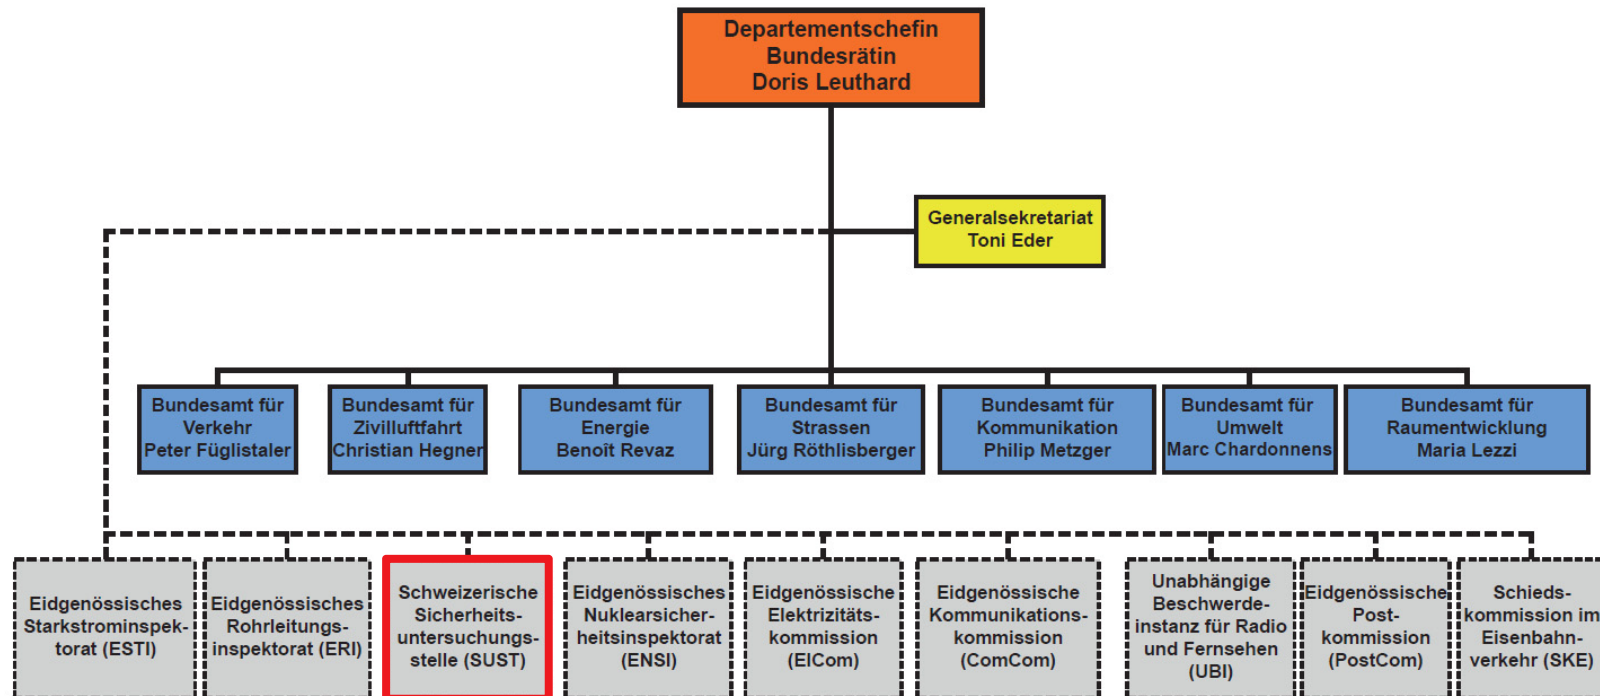 Departementschefin
Bundesrätin
Doris Leuthard
Generalsekretariat
Toni Eder
Bundesamt für
Verkehr
Peter Füglistaler
Bundesamt für
Zivilluftfahrt
Christian Hegner
Bundesamt für
Energie
Benoît Revaz
Bundesamt für
Strassen
Jürg Röthlisberger
Bundesamt für
Kommunikation
Philip Metzger
Bundesamt für
Umwelt
Marc Chardonnens
Bundesamt für
Raumentwicklung
Maria Lezzi
Eidgenössisches
Starkstrominspek-
torat (ESTI)
Eidgenössisches
Rohrleitungs-
inspektorat (ERI)
Schweizerische
Sicherheits-
untersuchungs-
stelle (SUST)
Eidgenössisches
Nuklearsicher-
heitsinspektorat
(ENSI)
Eidgenössische
Elektrizitäts-
kommission
(ElCom)
Eidgenössische
Kommunikations-
kommission
(ComCom)
Unabhängige
Beschwerde-
instanz für Radio
und Fernsehen
(UBI)
Eidgenössische
Post-
kommission
(PostCom)
Schieds-
kommission im
Eisenbahn-
verkehr (SKE)